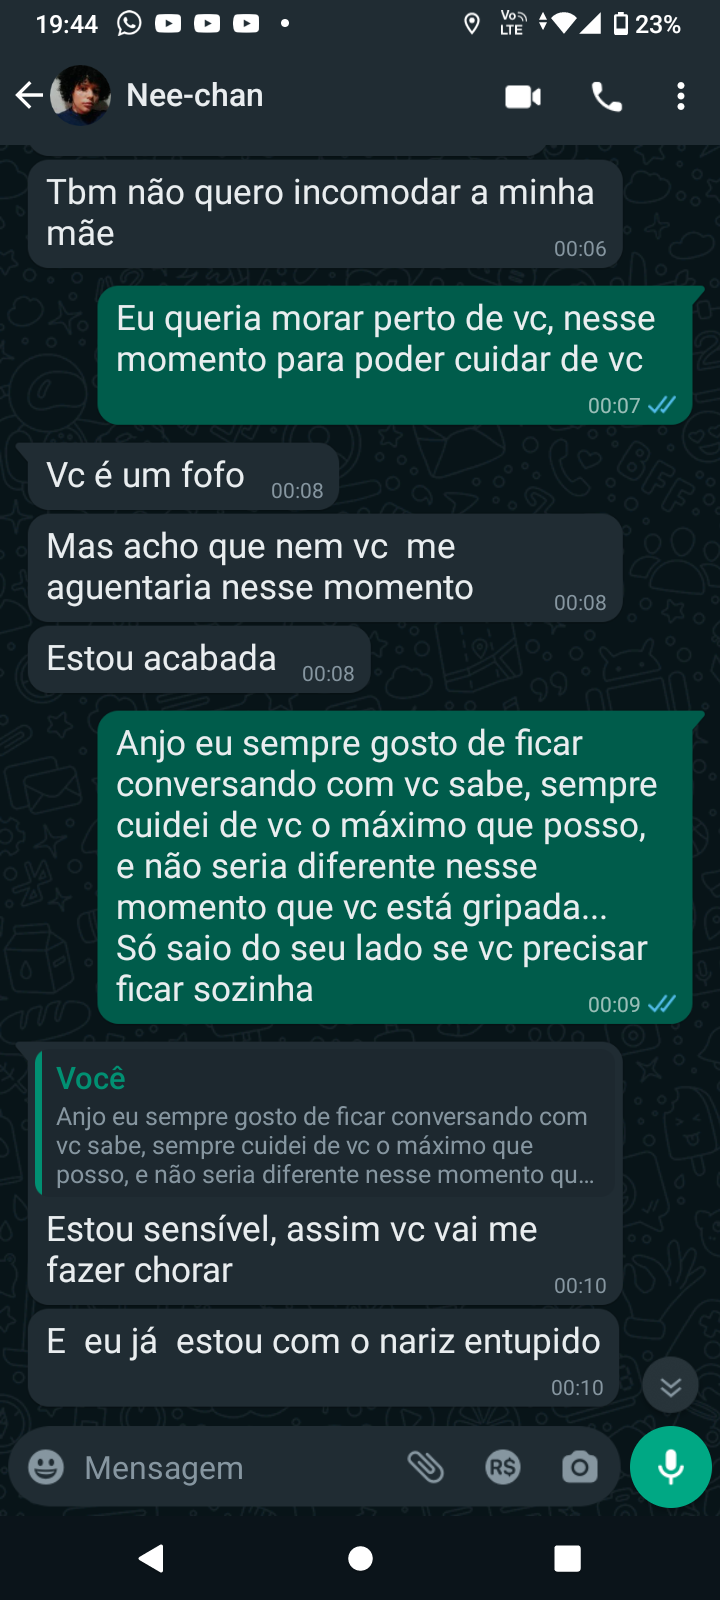 19:44
Vo))
LTE
23%
Nee-chan
Tbm não quero incomodar a minha
mãe
00:06
Eu queria morar perto de vc, nesse
momento para poder cuidar de vc
00:07
Vc é um fofo
00:08
Mas acho que nem vc  me
aguentaria nesse momento
00:08
Estou acabada
00:08
Anjo eu sempre gosto de ficar
conversando com vc sabe, sempre
cuidei de vc o máximo que posso,
e não seria diferente nesse
momento que vc está gripada...
Só saio do seu lado se vc precisar
ficar sozinha
00:09
Você
Anjo eu sempre gosto de ficar conversando com
vc sabe, sempre cuidei de vc o máximo que
posso, e não seria diferente nesse momento qu...
Estou sensível, assim vc vai me
fazer chorar
00:10
E  eu já  estou com o nariz entupido
00:10
Mensagem
R$